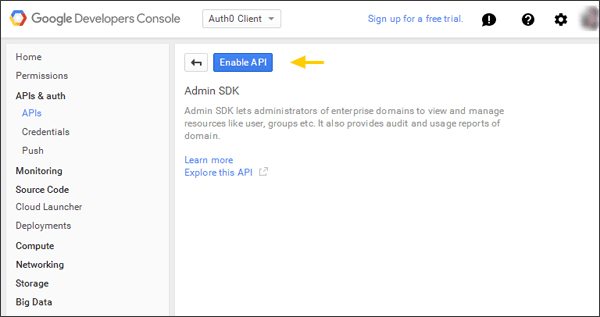 Google Developers Console
Auth0 Client
Sign up for a free trial.
Home
Permissions
APIs & auth
APIs
Credentials
Push
Monitoring
Source Code
Cloud Launcher
Deployments
Compute
Networking
Storage
Big Data
Enable API
Admin SDK
Admin SDK lets administrators of enterprise domains to view and manage
resources like user, groups etc. It also provides audit and usage reports of
domain.
Learn more
Explore this API